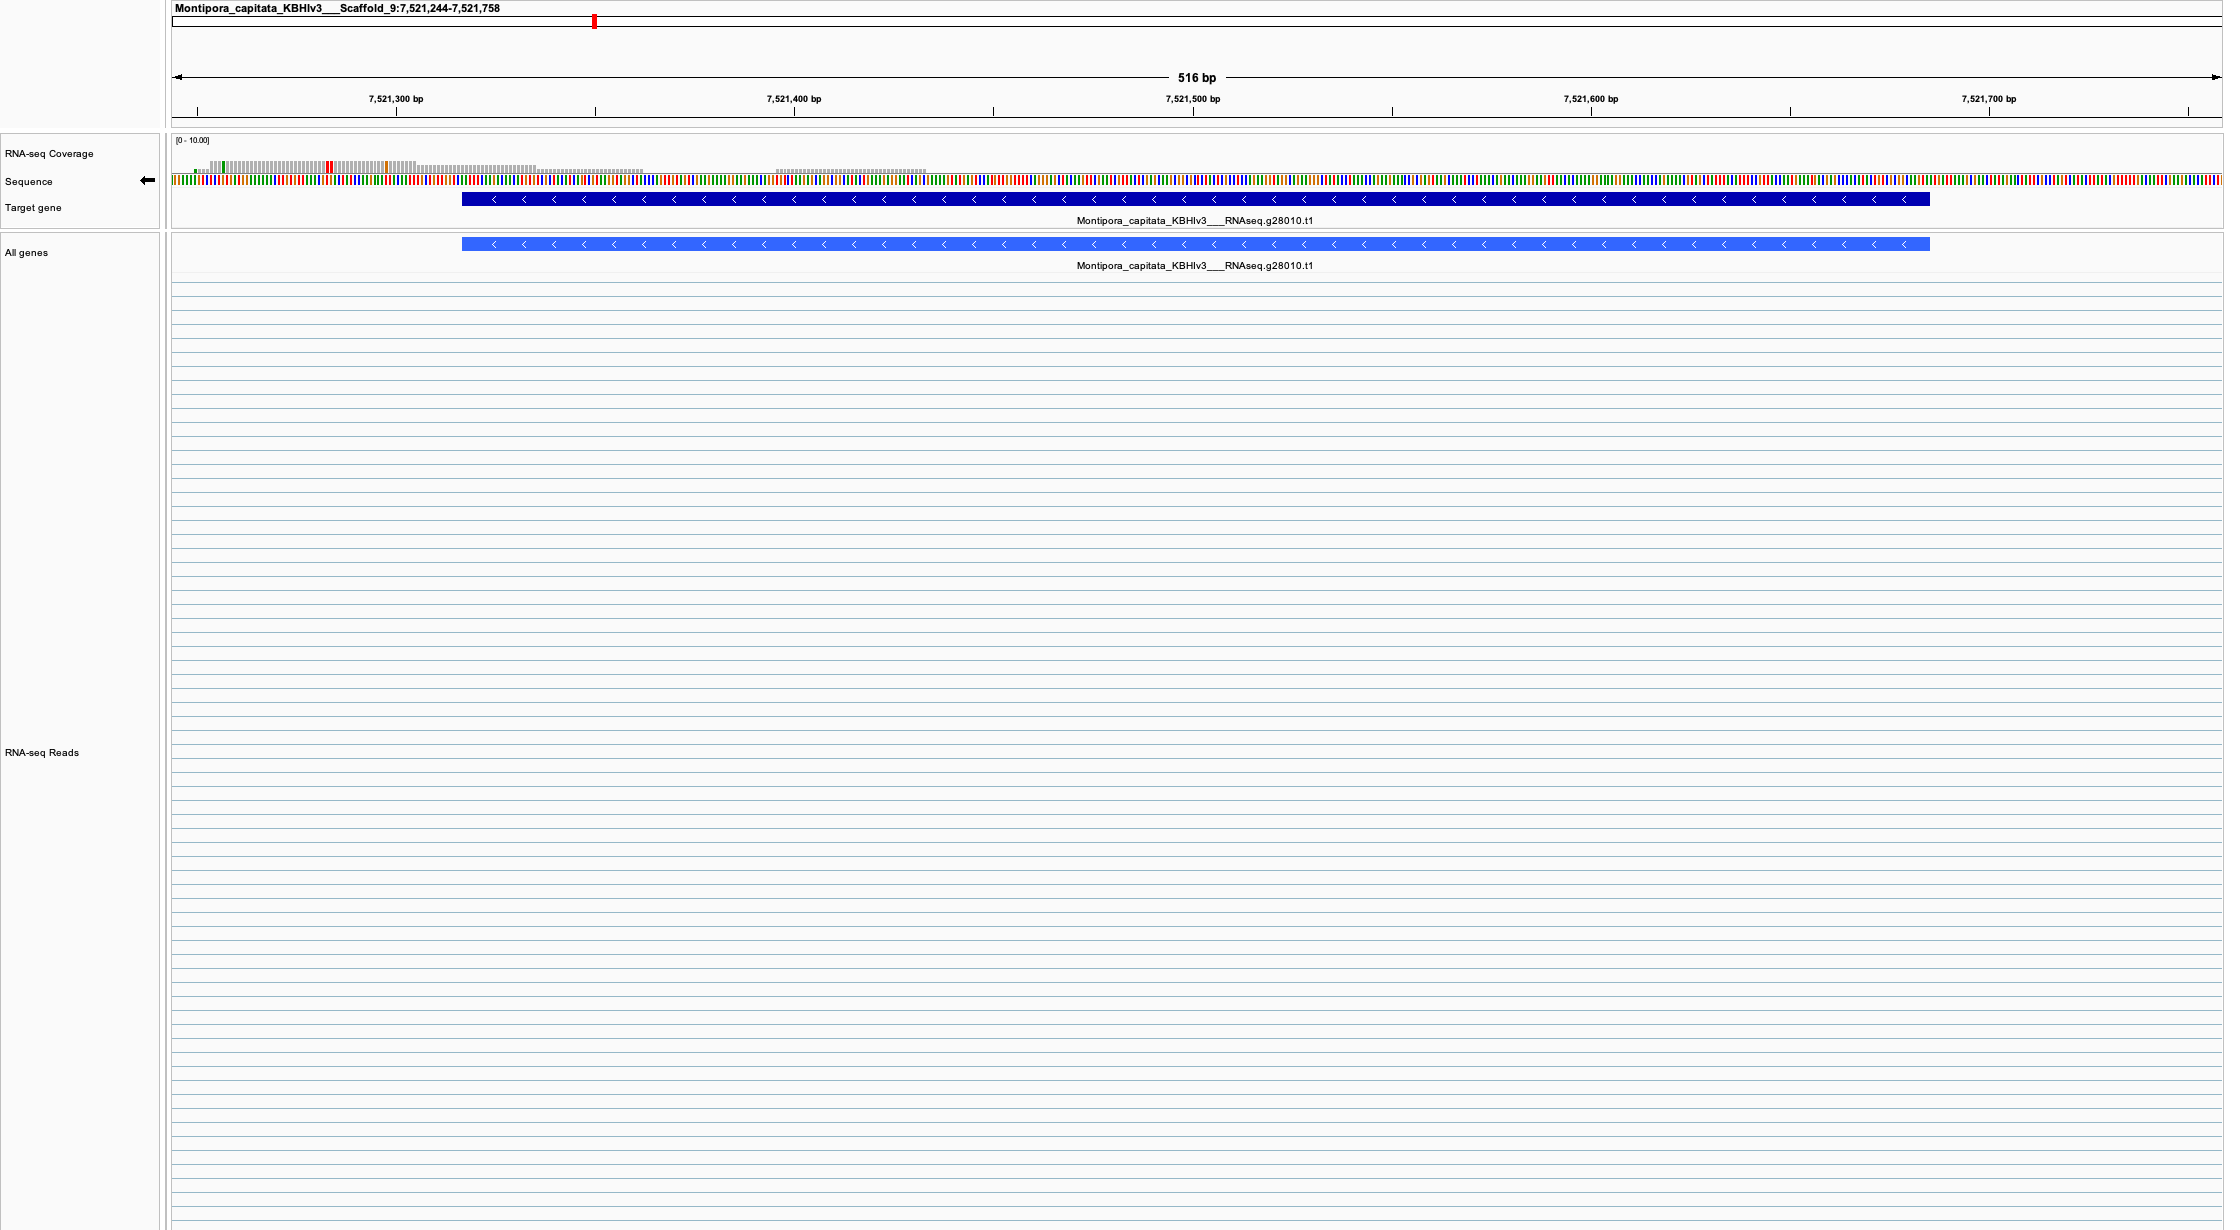 Montipora_capitata_KBHIv3___Scaffold_9:7,521,244-7,521,758
516 bp
7,521,300 bp 7,521,400 bp 7,521,500 bp 7,521,600 bp 7,521,700 bp
[0 - 10.00]
RNA-seq Coverage
Sequence
Target gene
Montipora_capitata_KBHIv3___RNAseq.g28010.t1
All genes
Montipora_capitata_KBHIv3___RNAseq.g28010.t1
RNA-seq Reads